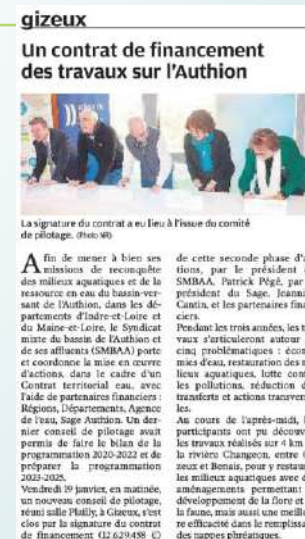 gizeux
Un contrat de financement
des travaux sur l'Authion
La signature du contrat a eu lieu à l'issue du comité
de pilotage. (Photo NR)
Afin de mener à bien ses
missions de reconquête
des milieux aquatiques et de la
ressource en eau du bassin-ver-
sant de l'Authion, dans les dé-
partements d'Indre-et-Loire et
du Maine-et-Loire, le Syndicat
mixte du bassin de l'Authion et
de ses affluents (SMBAA) porte
et coordonne la mise en œuvre
d'actions, dans le cadre d'un
Contrat territorial eau, avec
l'aide de partenaires financiers :
Régions, Départements, Agence
de l'eau, Sage Authion. Un der-
nier conseil de pilotage avait
permis de faire le bilan de la
programmation 2020-2022 et de
préparer la programmation
2023-2025.
Vendredi 19 janvier, en matinée,
un nouveau conseil de pilotage,
réuni salle Platilly, à Gizeux, s'est
clos par la signature du contrat
de financement (12.629.458 €)
de cette seconde phase d'a
tions, par le président
SMBAA, Patrick Pégé, par
président du Sage, Jeanni
Cantin, et les partenaires fina
ciers.
Pendant les trois années, les t
vaux s'articuleront autour
cinq problématiques : écon
mies d'eau, restauration des m
lieux aquatiques, lutte cont
les pollutions, réduction d
transferts et actions transver
les.
Au cours de l'après-midi, l
participants ont pu découv
les travaux réalisés sur 4 km
la rivière Changeon, entre G
zeux et Benais, pour y restau
les milieux aquatiques avec d
aménagements permettant
développement de la flore et
la faune, mais aussi une meille
re efficacité dans le remplissa
des nappes phréatiques.